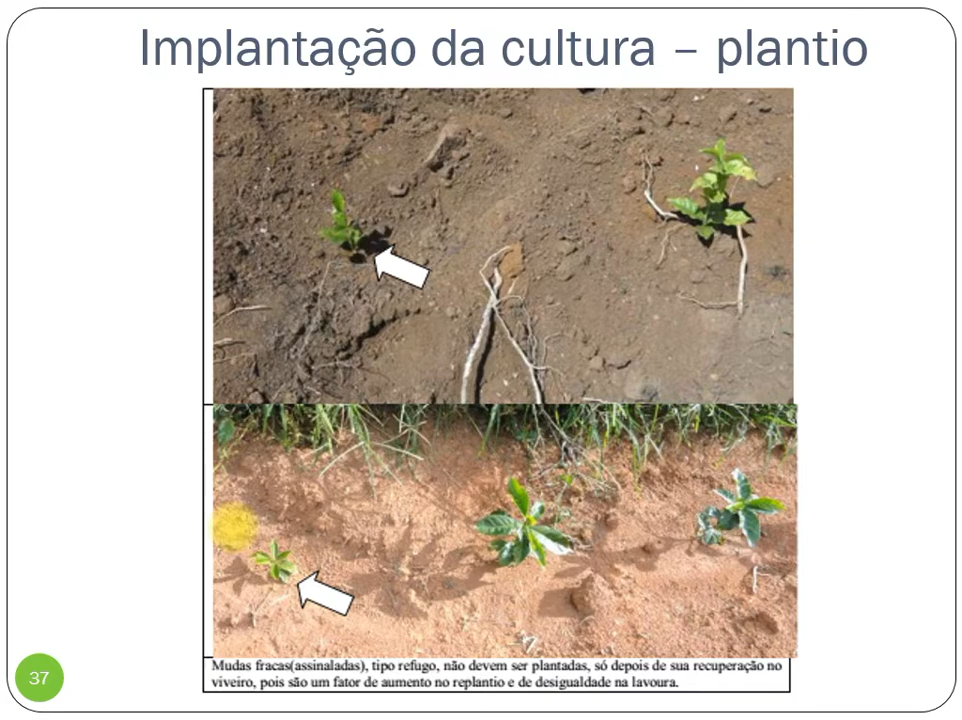 Implantação da cultura – plantio
Mudas fracas(assinaladas), tipo refugo, não devem ser plantadas, só depois de sua recuperação no
viveiro, pois são um fator de aumento no replantio e de desigualdade na lavoura.
37